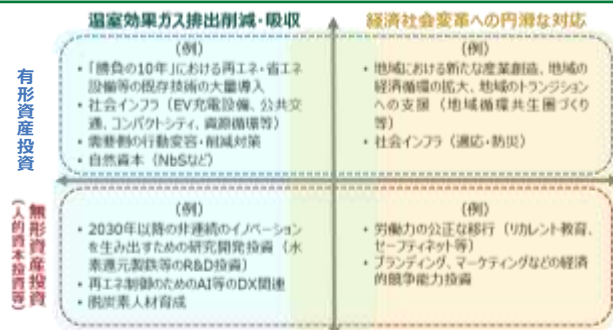 温室効果ガス排出削減・吸収
経済社会変革への円滑な対応
有形資産投資
(例)
・「勝負の10年」における再エネ・省エネ
設備等の既存技術の大量導入
・社会インフラ（EV充電設備、公共交
通、コンパクトシティ、資源循環等）
・需要側の行動変容・削減対策
・自然資本（NbSなど）
(例)
・地域における新たな産業創造、地域の
経済循環の拡大、地域のトランジション
への支援（地域循環共生圏づくり
等）
・社会インフラ（適応・防災）
無形資産投資
(人的資本投資等)
(例)
・2030年以降の非連続のイノベーション
を生み出すための研究開発投資（水
素還元製鉄等のR&D投資）
・再エネ制御のためのAI等のDX関連
・脱炭素人材育成
(例)
・労働力の公正な移行（リカレント教育、
セーフティネット等）
・ブランディング、マーケティングなどの経済
的競争能力投資